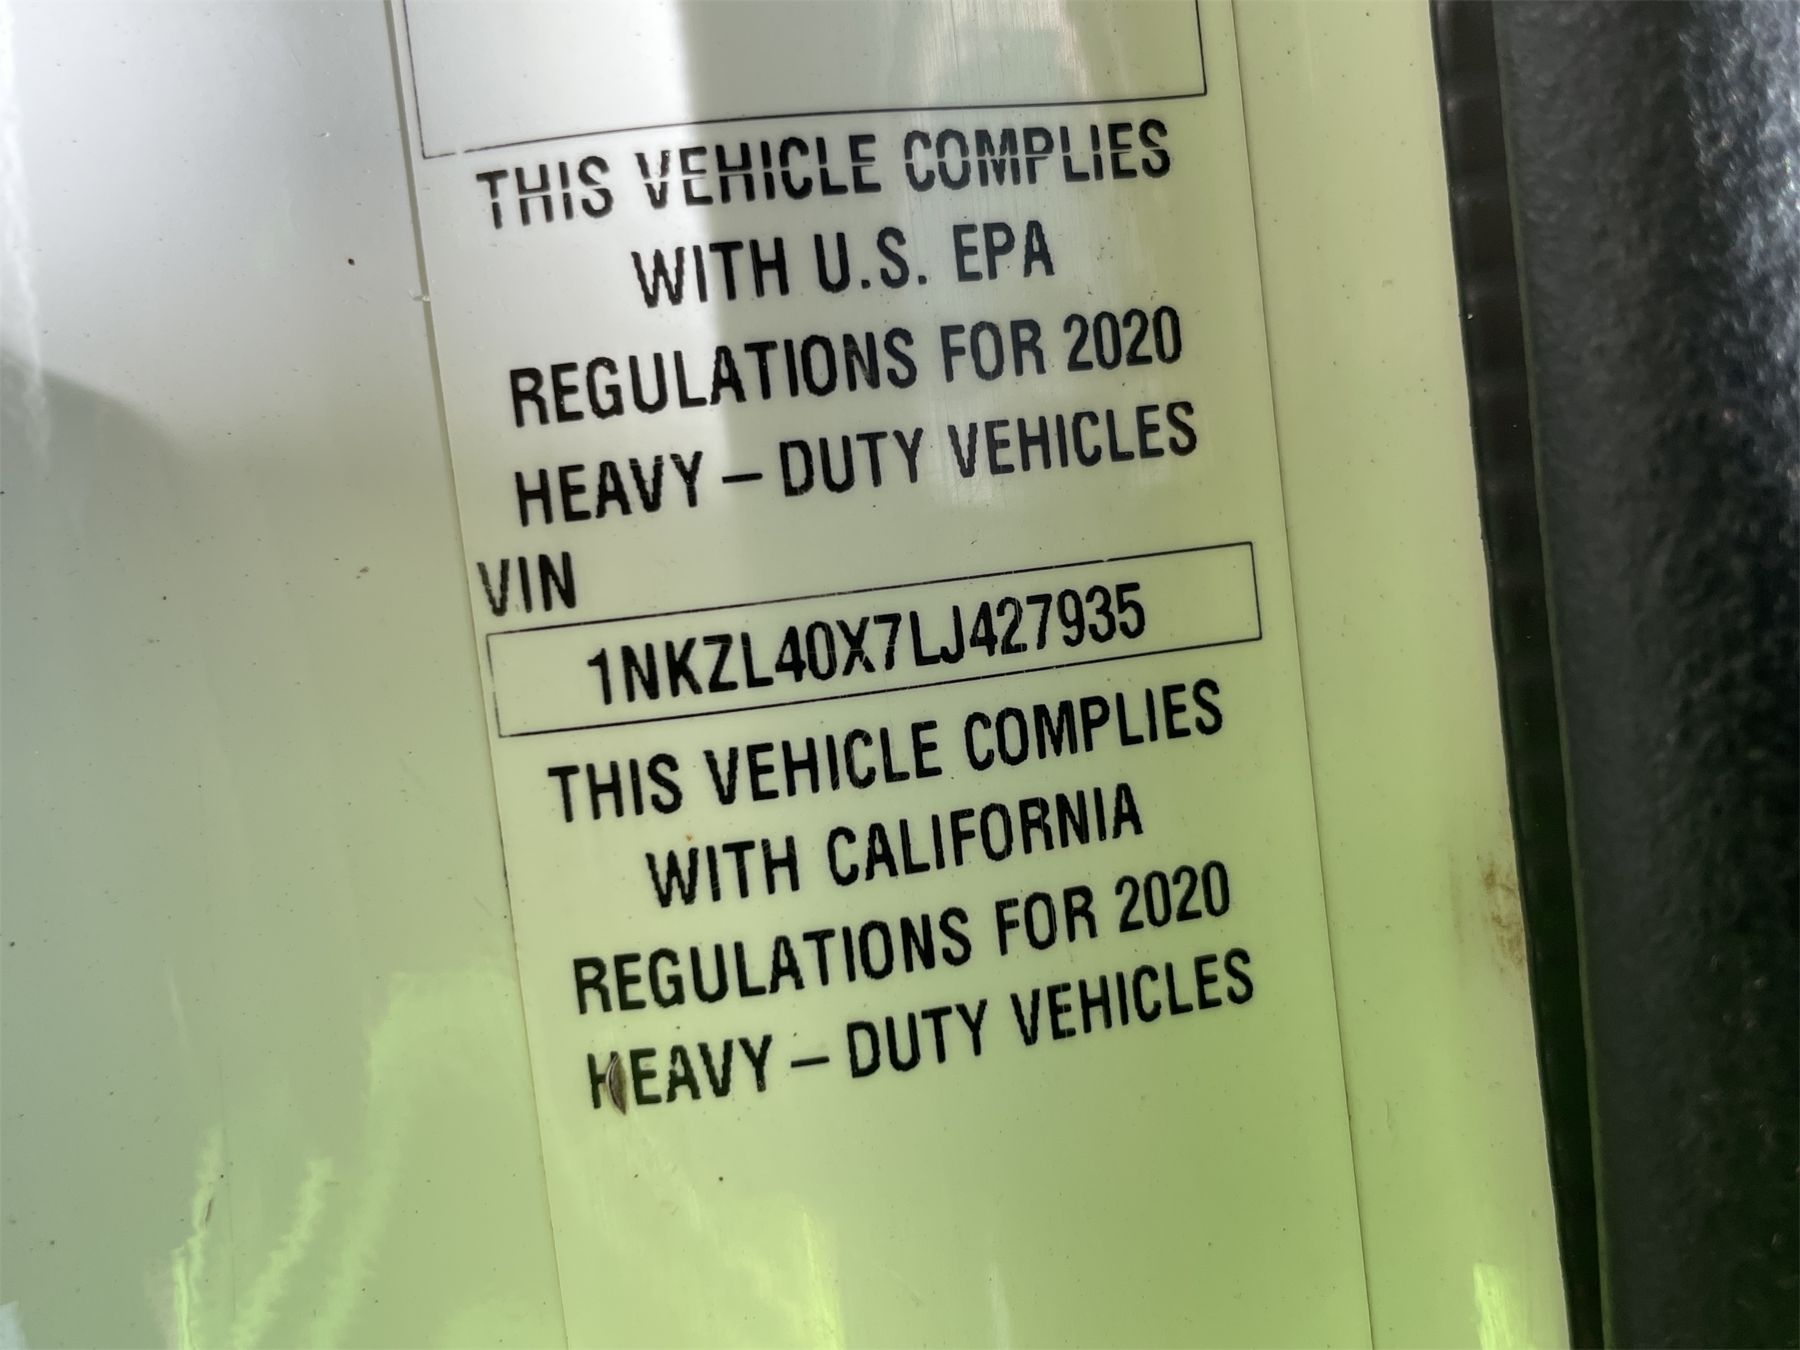 THIS VEHICLE COMPLIES
WITH U.S. EPA
REGULATIONS FOR 2020
HEAVY – DUTY VEHICLES
VIN
1NKZL40X7LJ427935
THIS VEHICLE COMPLIES
WITH CALIFORNIA
REGULATIONS FOR 2020
HEAVY – DUTY VEHICLES